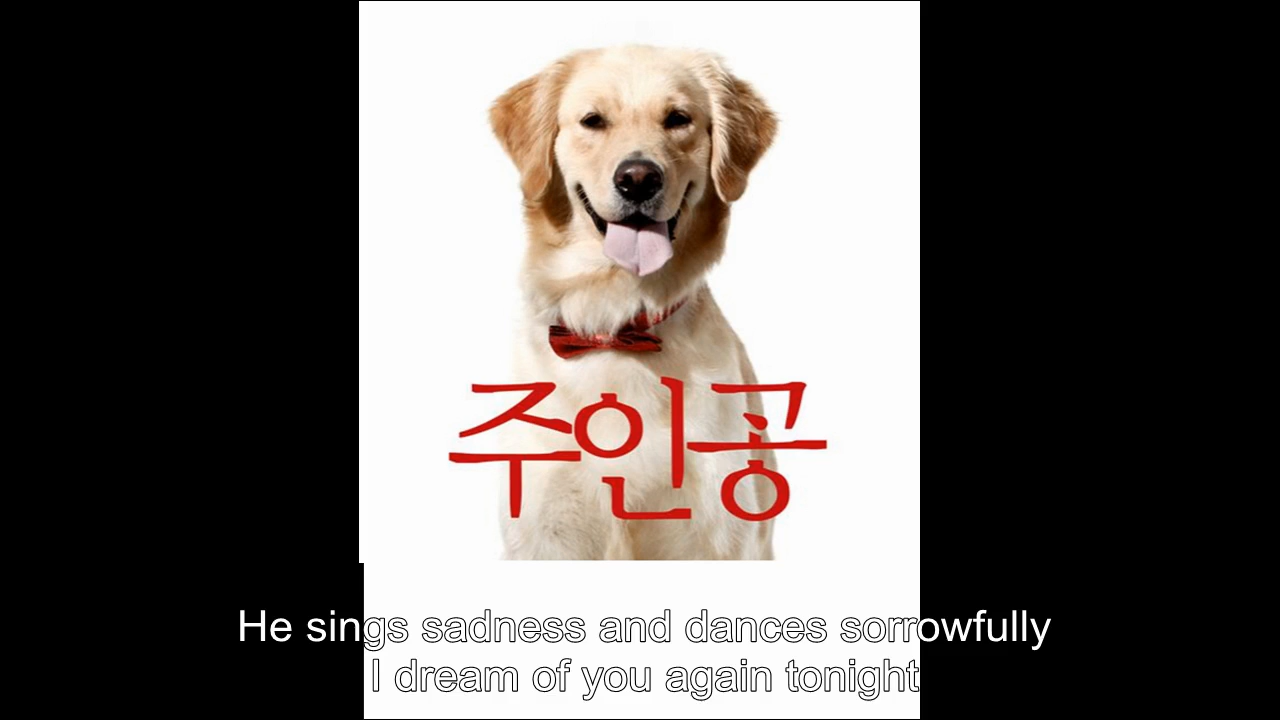 주인공
He sings sadness and dances sorrowfully
I dream of you again tonight